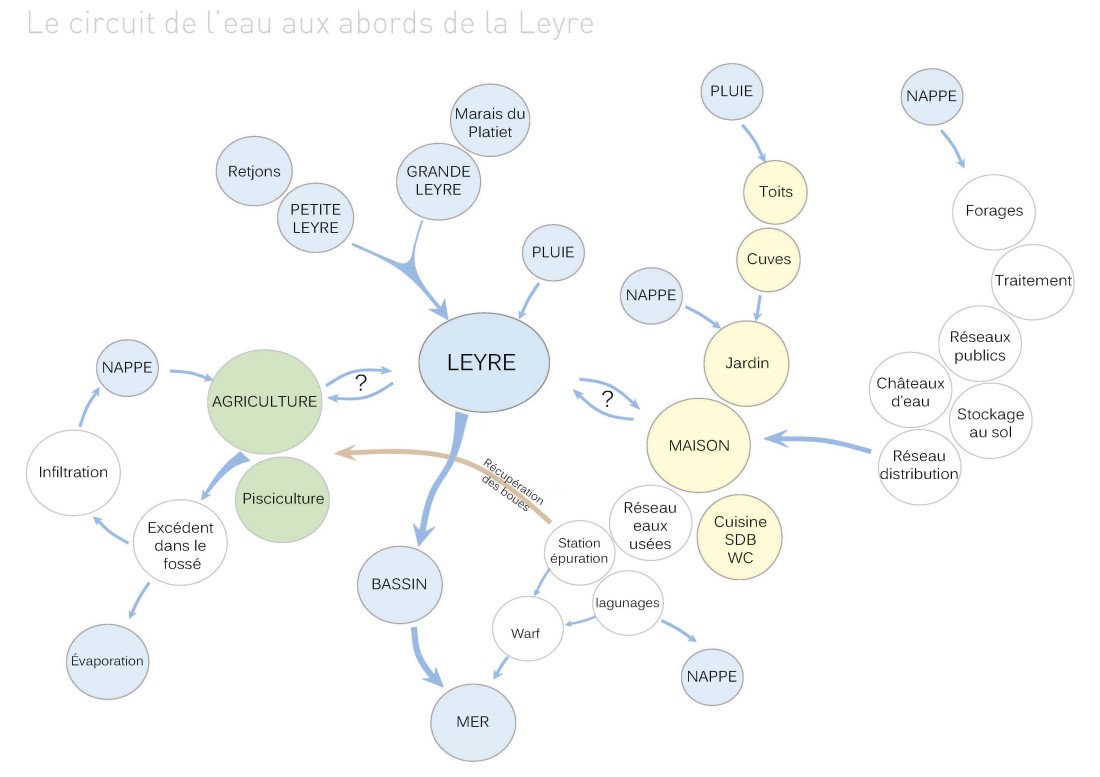 Le circuit de l'eau aux abords de la Leyre
PLUIE
NAPPE
Marais du
Platiet
Retjons
GRANDE
LEYRE
PETITE
LEYRE
Toits
Forages
PLUIE
Cuves
Traitement
NAPPE
LEYRE
Jardin
Réseaux
publics
NAPPE
AGRICULTURE
?
?
Châteaux
d'eau
Stockage
au sol
MAISON
Réseau
distribution
Infiltration
Pisciculture
Récupération
des boues
Excédent
dans le
fossé
Réseau
eaux
usées
Cuisine
SDB
WC
Station
épuration
BASSIN
lagunages
Warf
Évaporation
NAPPE
MER